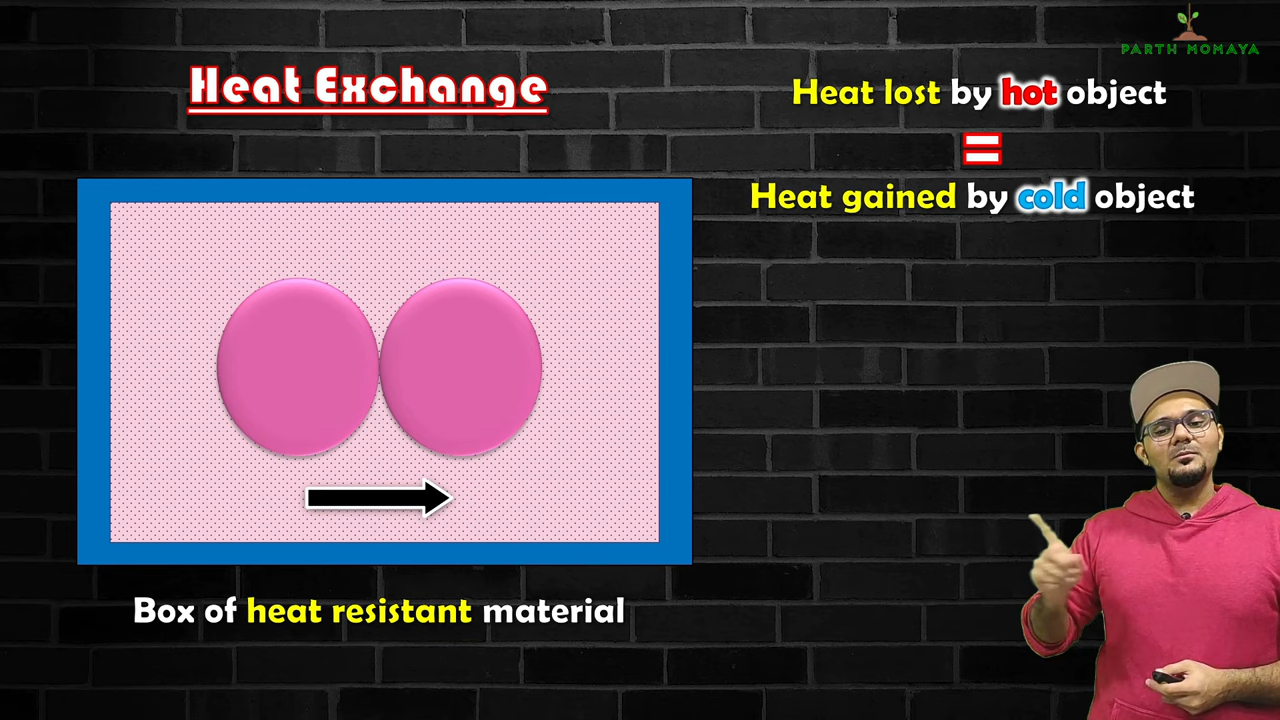 PARTH MOMAYA
Heat Exchange
Heat lost by hot object
=
Heat gained by cold object
Box of heat resistant material